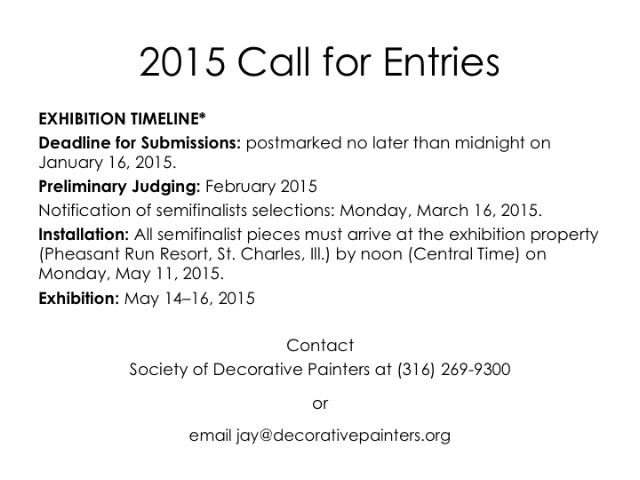 2015 Call for Entries
EXHIBITION TIMELINE*
Deadline for Submissions: postmarked no later than midnight on
January 16, 2015.
Preliminary Judging: February 2015
Notification of semifinalists selections: Monday, March 16, 2015.
Installation: All semifinalist pieces must arrive at the exhibition property
(Pheasant Run Resort, St. Charles, Ill.) by noon (Central Time) on
Monday, May 11, 2015.
Exhibition: May 14–16, 2015
Contact
Society of Decorative Painters at (316) 269-9300
or
email jay@decorativepainters.org